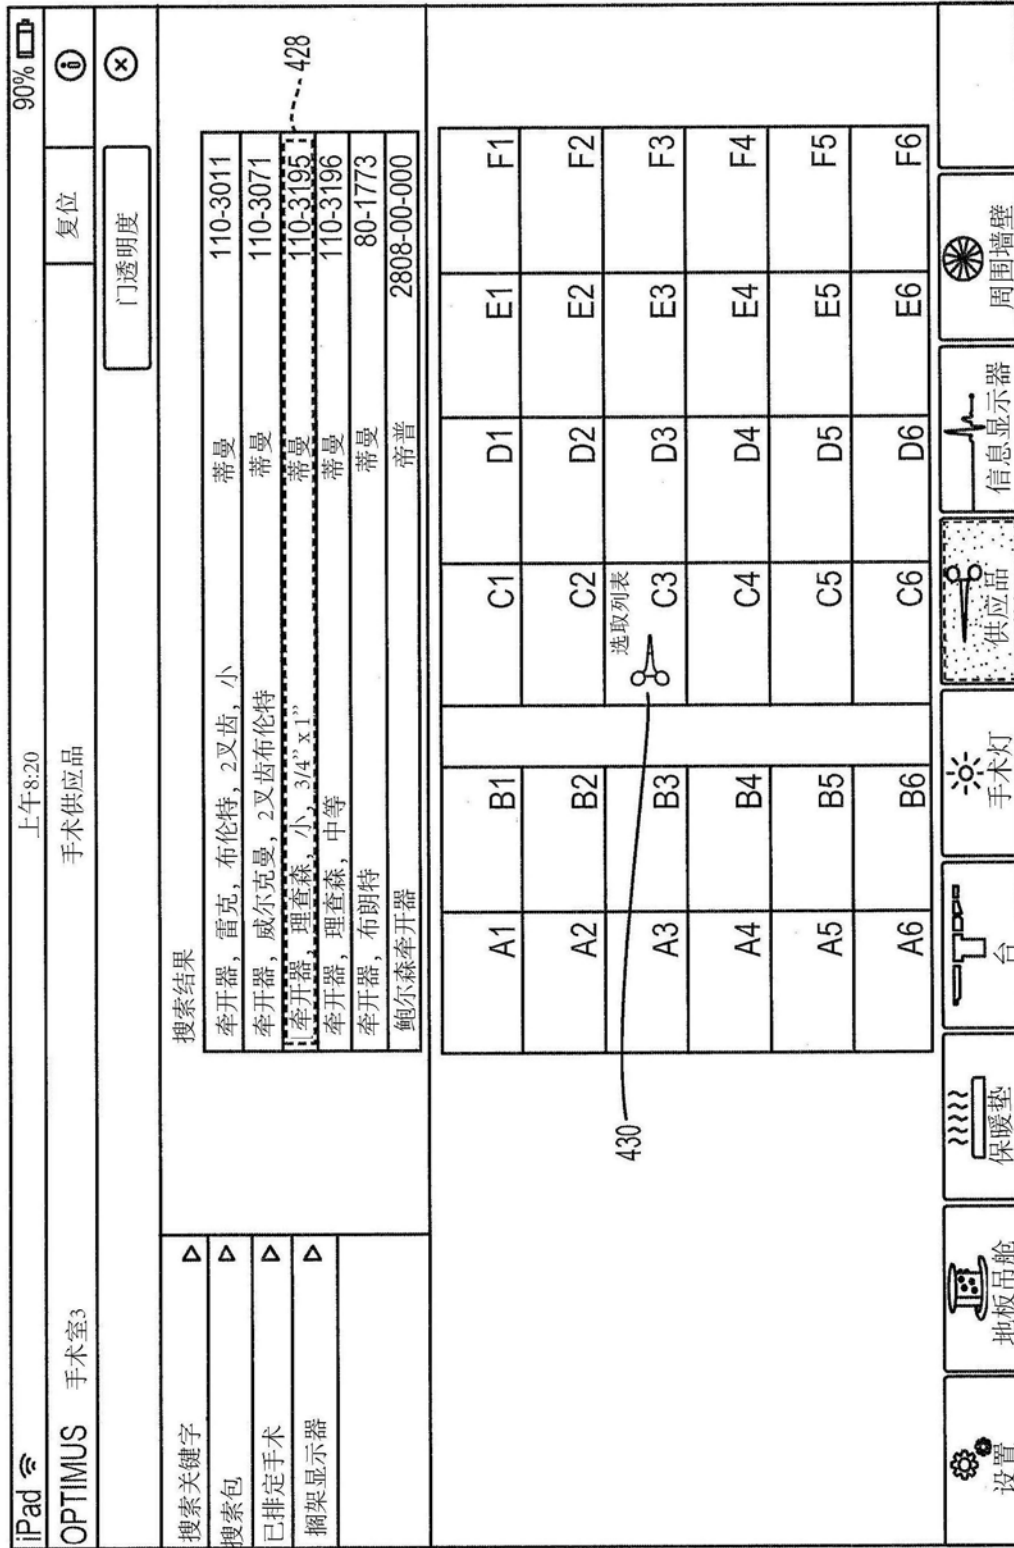 iPad 上午8:20 90%
OPTIMUS 手术室3 手术供应品 复位
门透明度
搜索关键字
搜索包
已排定手术
搁架显示器
搜索结果
牵开器，雷克，布伦特，2叉齿，小 蒂曼 110-3011
牵开器，威尔克曼，2叉齿布伦特 蒂曼 110-3071
牵开器，理查森，小，3/4” x 1” 蒂曼 110-3195
牵开器，理查森，中等 蒂曼 110-3196
牵开器，布朗特 蒂曼 80-1773
鲍尔森牵开器 帝普 2808-00-000
428
A1 B1 C1 D1 E1 F1
A2 B2 C2 D2 E2 F2
选取列表
A3 B3 C3 D3 E3 F3
A4 B4 C4 D4 E4 F4
A5 B5 C5 D5 E5 F5
A6 B6 C6 D6 E6 F6
430
设置 地板吊舱 保暖垫 台 手术灯 供应品 信息显示器 周围墙壁